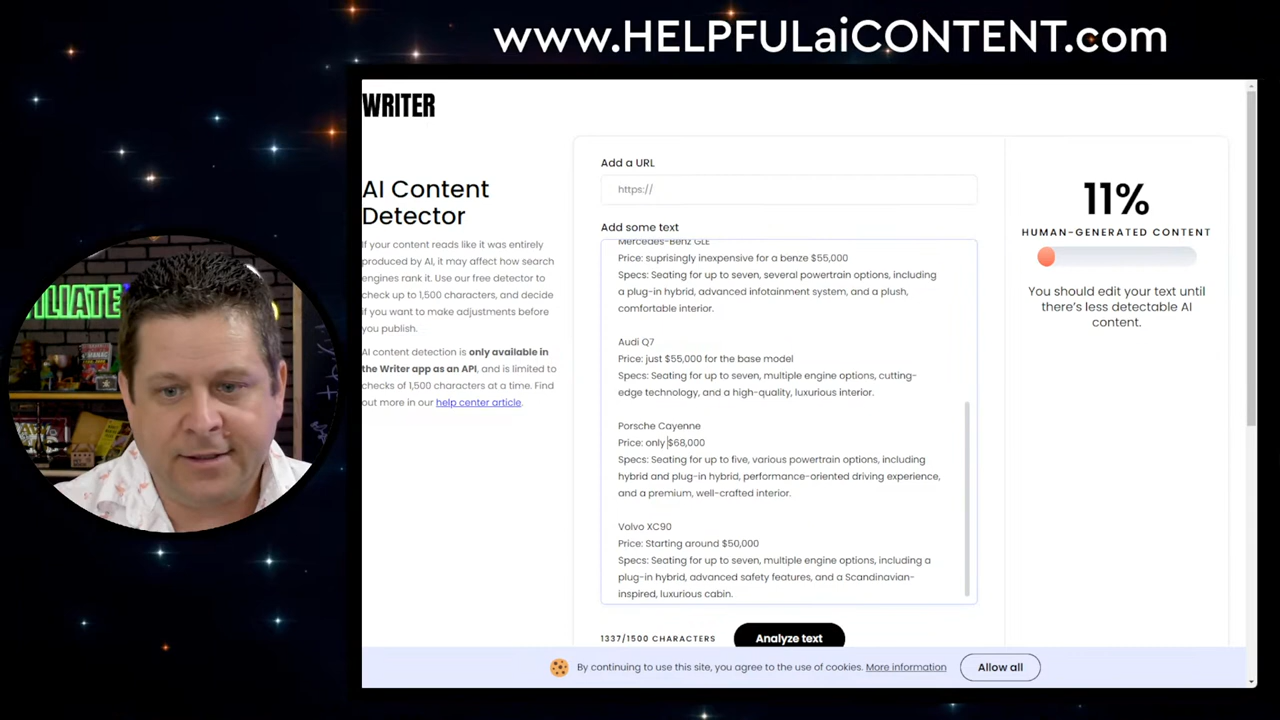 www.HELPFULaiCONTENT.com
WRITER
AI Content
Detector
If your content reads like it was entirely
produced by AI, it may affect how search
engines rank it. Use our free detector to
check up to 1,500 characters, and decide
if you want to make adjustments before
you publish.
AI content detection is only available in
the Writer app as an API, and is limited to
checks of 1,500 characters at a time. Find
out more in our help center article.
Add a URL
https://
Add some text
Mercedes-Benz GLE
Price: suprisingly inexpensive for a benze $55,000
Specs: Seating for up to seven, several powertrain options, including
a plug-in hybrid, advanced infotainment system, and a plush,
comfortable interior.
Audi Q7
Price: just $55,000 for the base model
Specs: Seating for up to seven, multiple engine options, cutting-
edge technology, and a high-quality, luxurious interior.
Porsche Cayenne
Price: only $68,000
Specs: Seating for up to five, various powertrain options, including
hybrid and plug-in hybrid, performance-oriented driving experience,
and a premium, well-crafted interior.
Volvo XC90
Price: Starting around $50,000
Specs: Seating for up to seven, multiple engine options, including a
plug-in hybrid, advanced safety features, and a Scandinavian-
inspired, luxurious cabin.
1337/1500 CHARACTERS
Analyze text
11%
HUMAN-GENERATED CONTENT
You should edit your text until
there's less detectable AI
content.
By continuing to use this site, you agree to the use of cookies. More information
Allow all
ILIATE